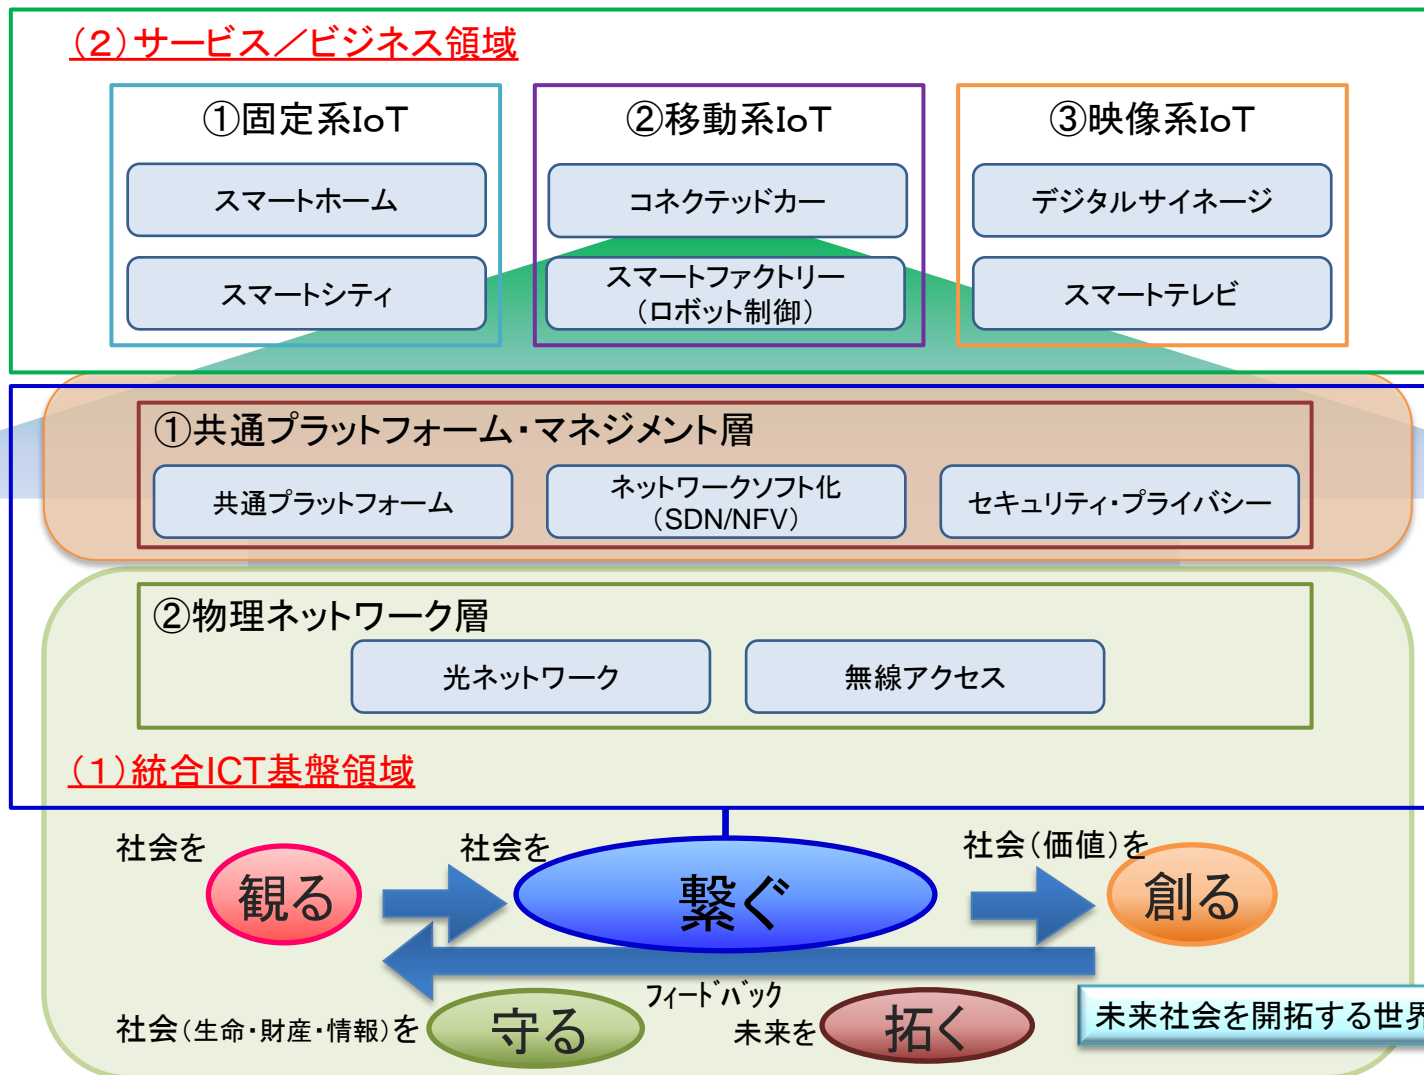 (２)サービス／ビジネス領域
①固定系IoT
②移動系IoT
③映像系IoT
スマートホーム
コネクテッドカー
デジタルサイネージ
スマートシティ
スマートファクトリー
(ロボット制御)
スマートテレビ
①共通プラットフォーム・マネジメント層
共通プラットフォーム
ネットワークソフト化
(SDN/NFV)
セキュリティ・プライバシー
②物理ネットワーク層
光ネットワーク
無線アクセス
(１)統合ICT基盤領域
社会を
観る
社会を
繋ぐ
社会(価値)を
創る
フィードバック
社会(生命・財産・情報)を
守る
未来を
拓く
未来社会を開拓する世界